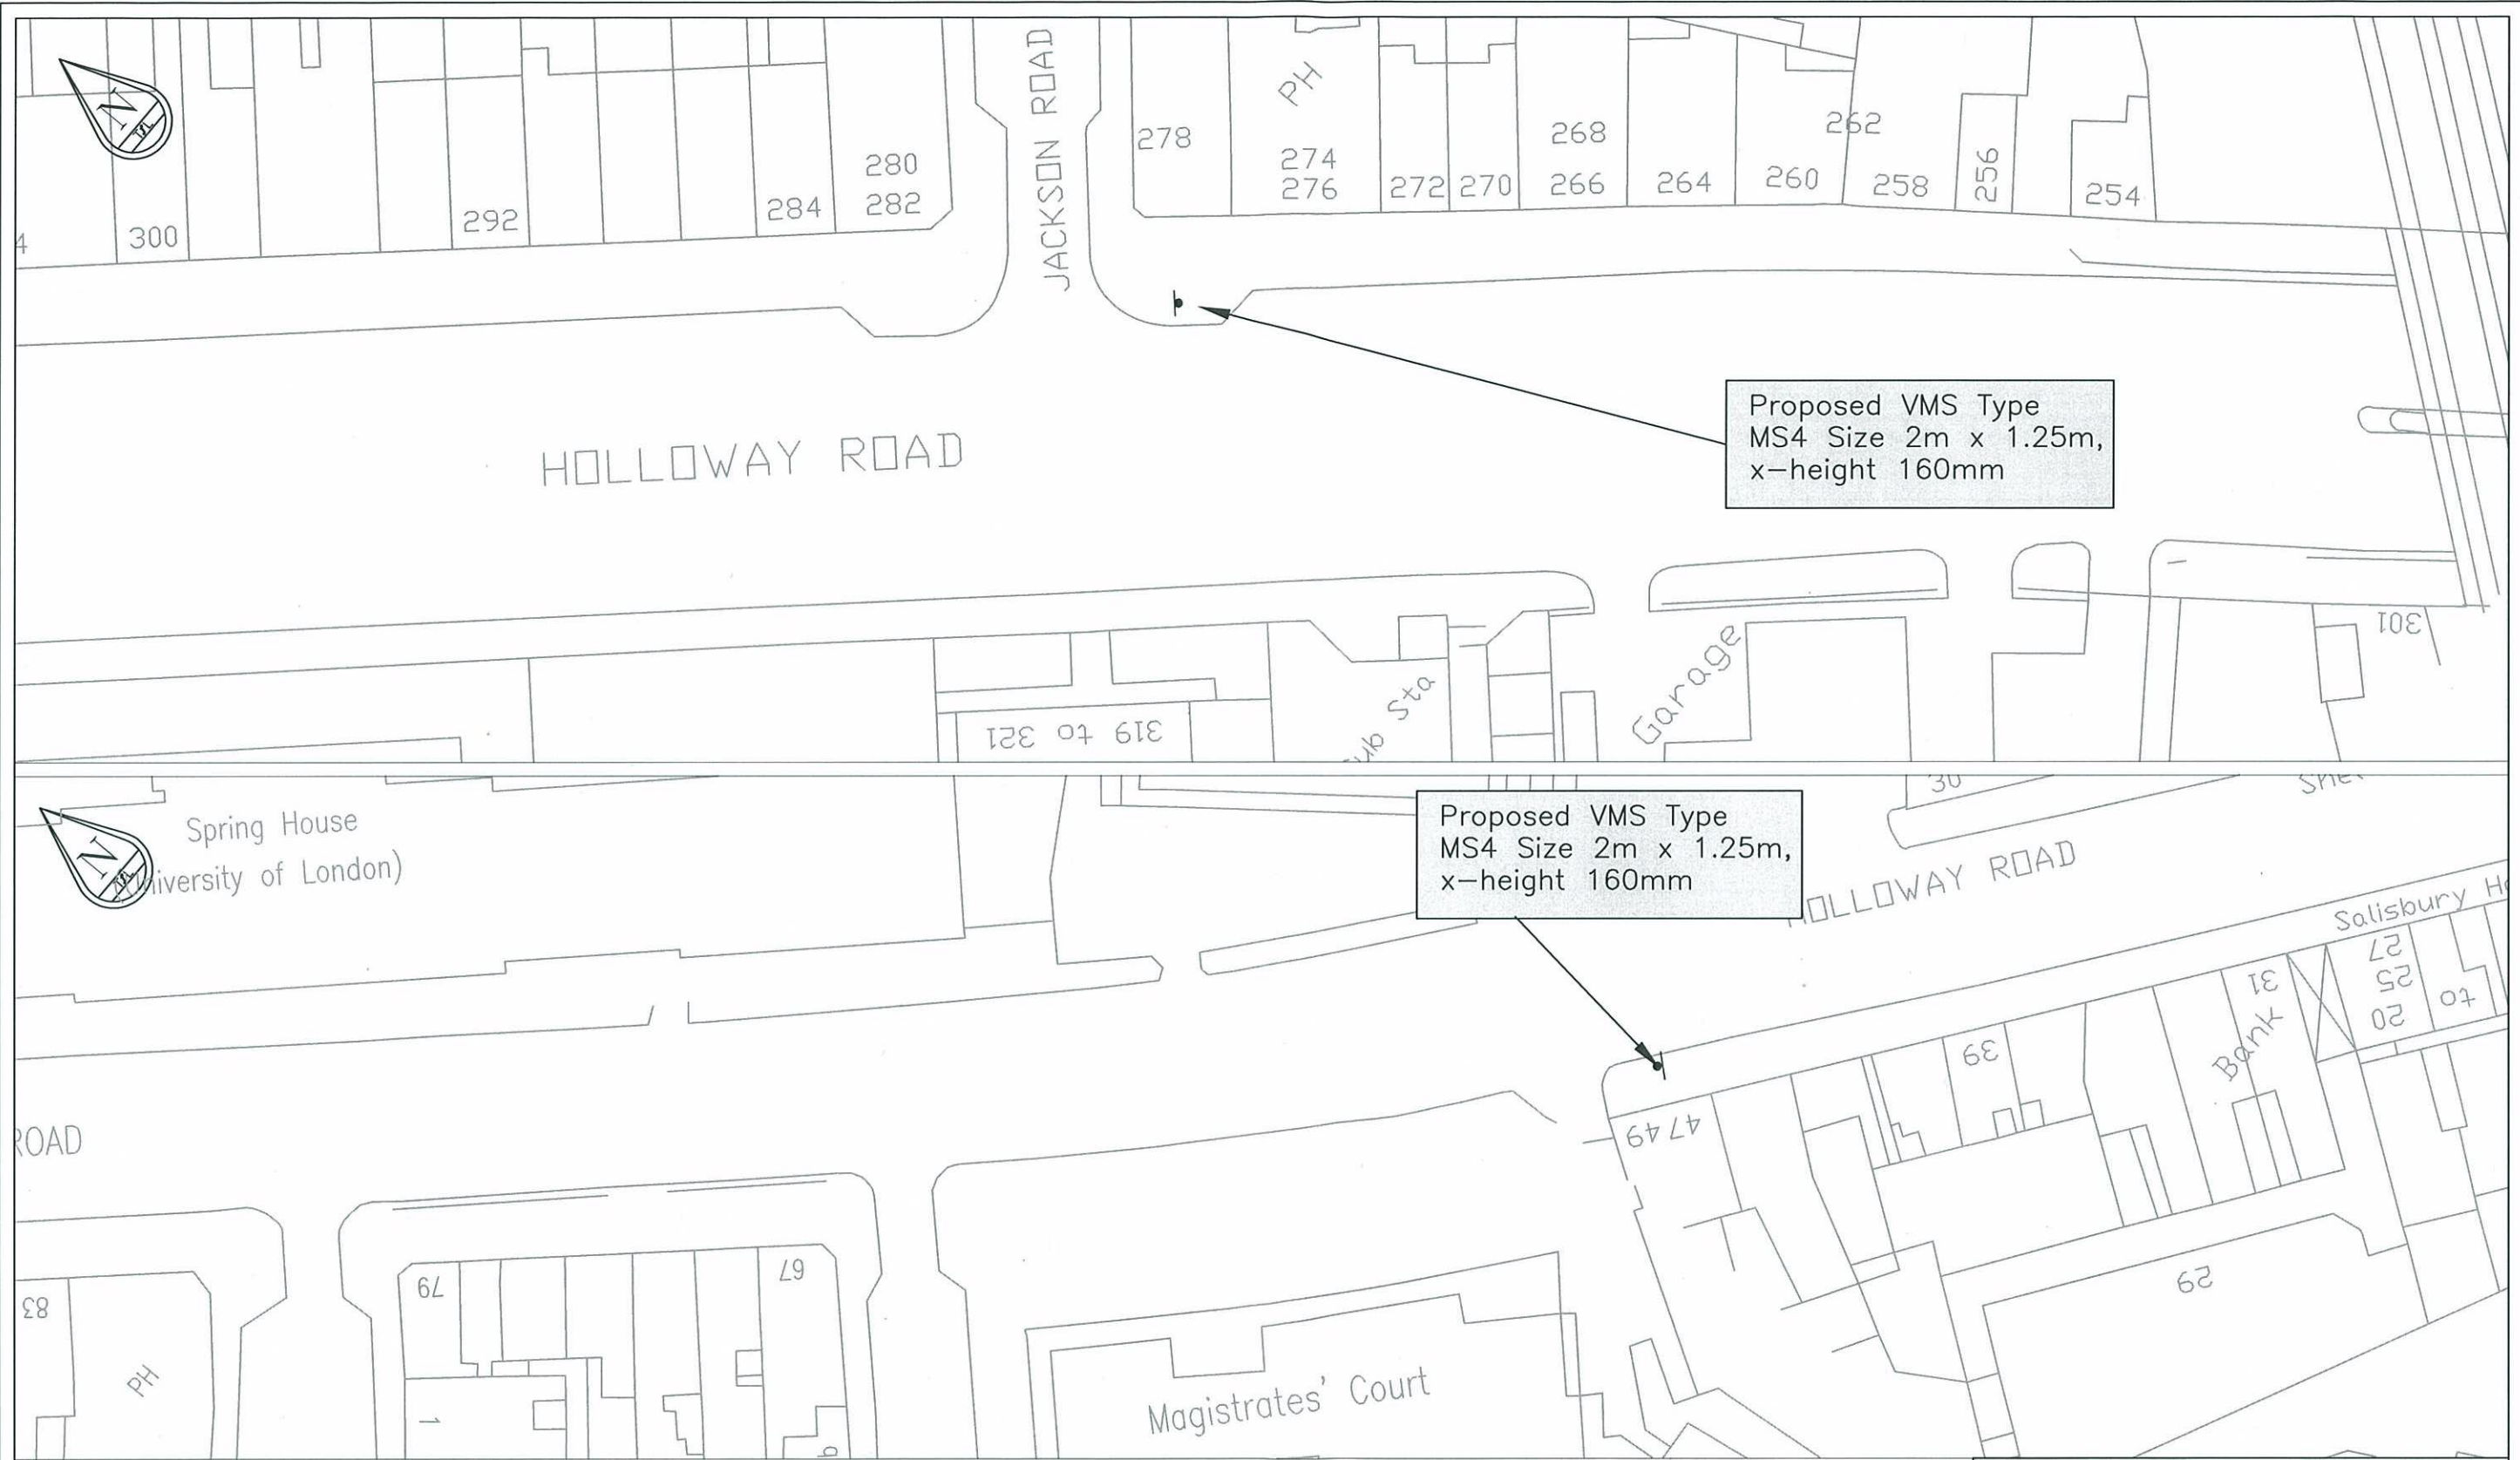 N
JACKSON ROAD
300
292
284
280
282
278
PH
274
276
272
270
268
266
264
260
262
258
256
254
HOLLOWAY ROAD
Proposed VMS Type
MS4 Size 2m x 1.25m,
x-height 160mm
319 to 321
Sta
Garage
301
N
Spring House
University of London)
Proposed VMS Type
MS4 Size 2m x 1.25m,
x-height 160mm
30
HOLLOWAY ROAD
Salisbury
27
25
20
to
31
Bank
39
4749
ROAD
83
PH
79
67
1
Magistrates' Court
29